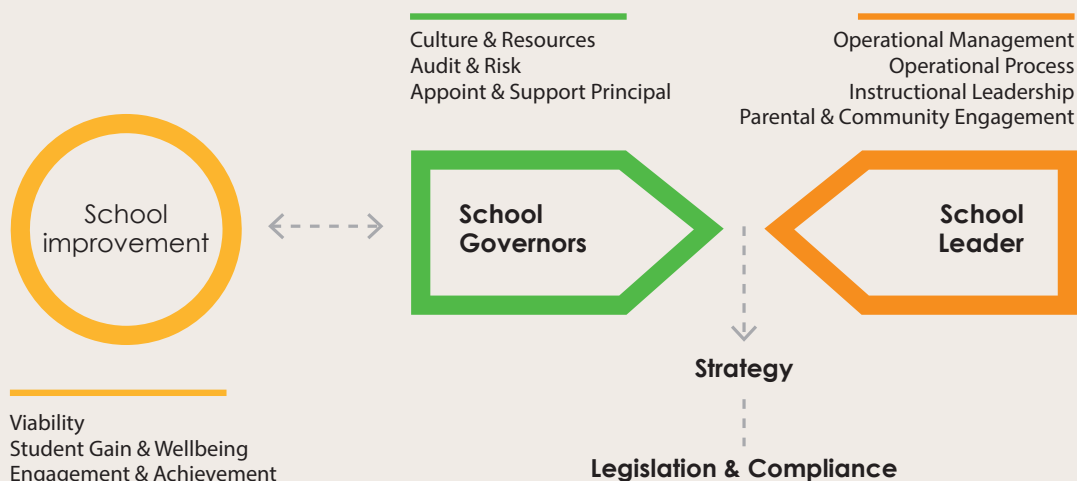 Culture & Resources
Audit & Risk
Appoint & Support Principal
Operational Management
Operational Process
Instructional Leadership
Parental & Community Engagement
School
improvement
School
Governors
School
Leader
Strategy
Viability
Student Gain & Wellbeing
Engagement & Achievement
Legislation & Compliance